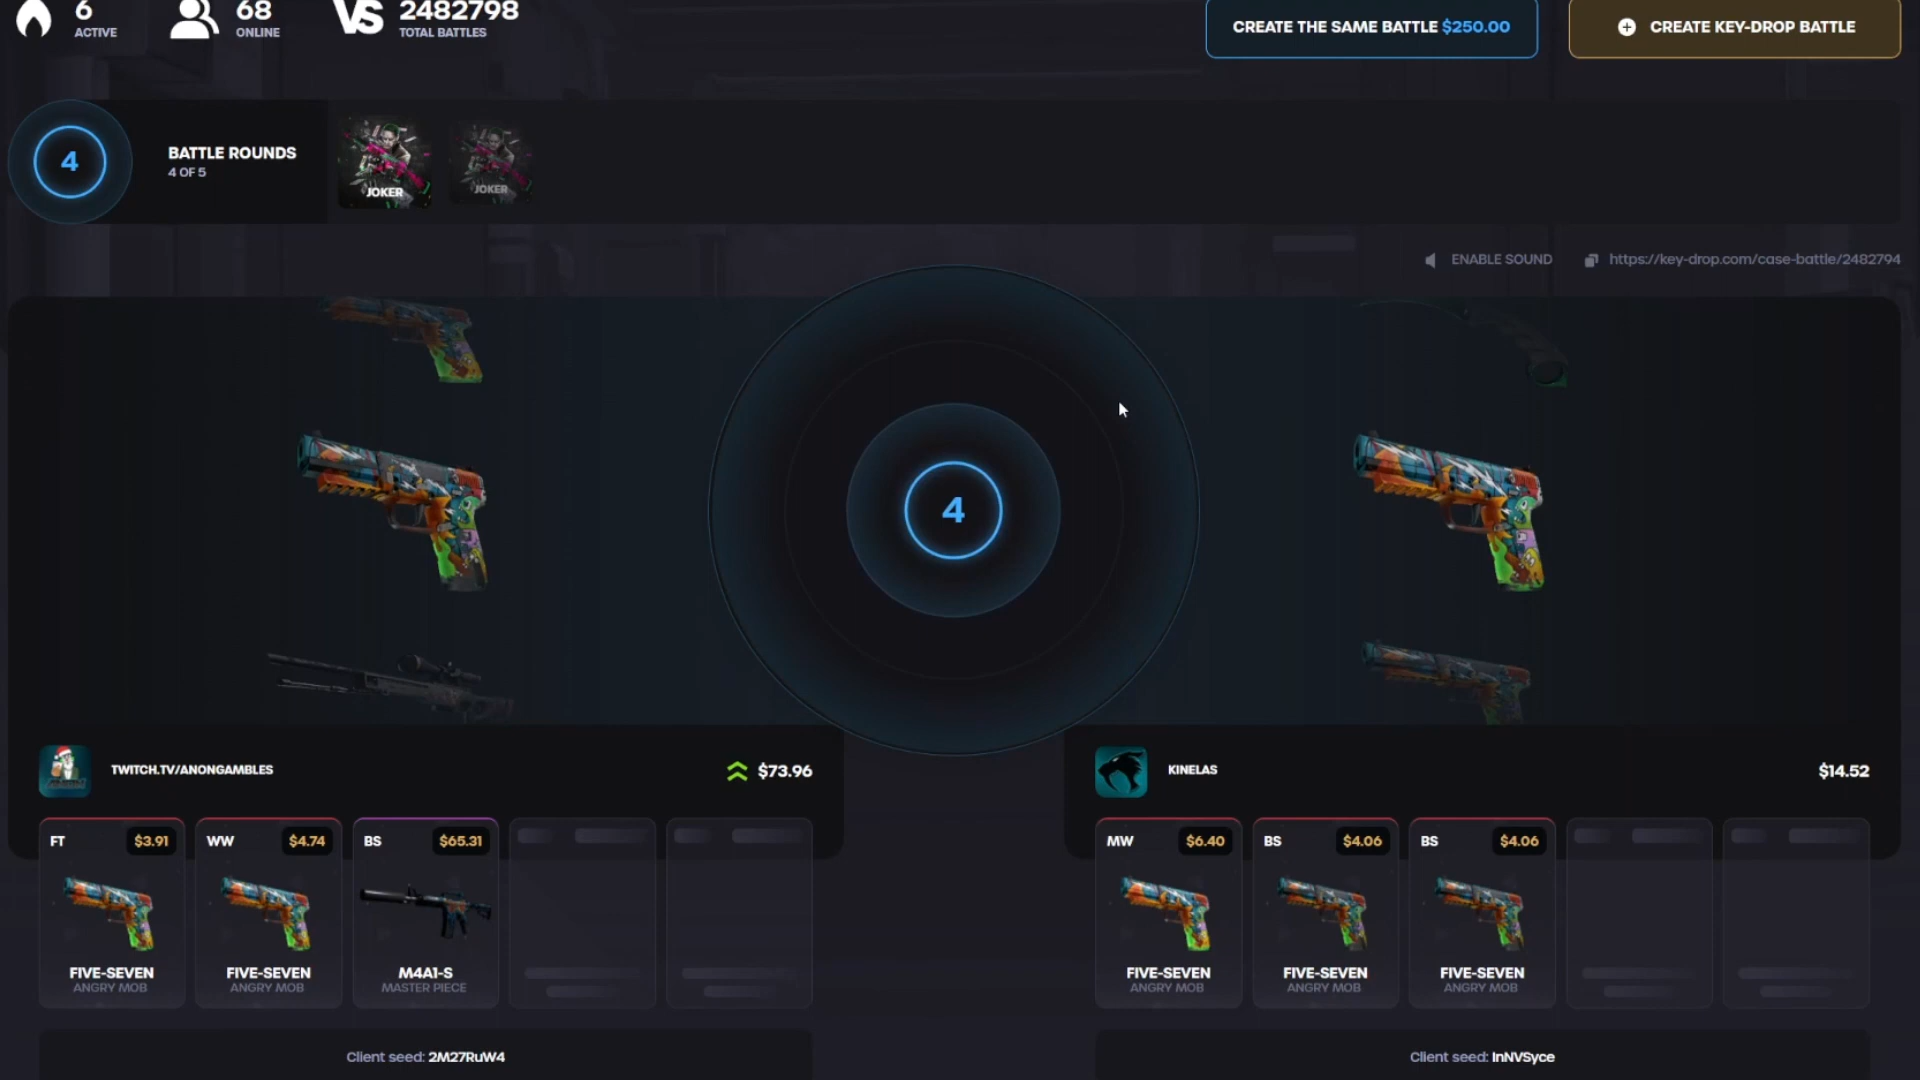 6
ACTIVE
68
ONLINE
VS
2482798
TOTAL BATTLES
CREATE THE SAME BATTLE $250.00
CREATE KEY-DROP BATTLE
4
BATTLE ROUNDS
4 OF 5
JOKER
JOKER
ENABLE SOUND
https://key-drop.com/case-battle/2482794
4
TWITCH.TV/ANONGAMBLES
$73.96
KINELAS
$14.52
FT $3.91
FIVE-SEVEN
ANGRY MOB
WW $4.74
FIVE-SEVEN
ANGRY MOB
BS $65.31
M4A1-S
MASTER PIECE
MW $6.40
FIVE-SEVEN
ANGRY MOB
BS $4.06
FIVE-SEVEN
ANGRY MOB
BS $4.06
FIVE-SEVEN
ANGRY MOB
Client seed: 2M27RuW4
Client seed: InNVSyce